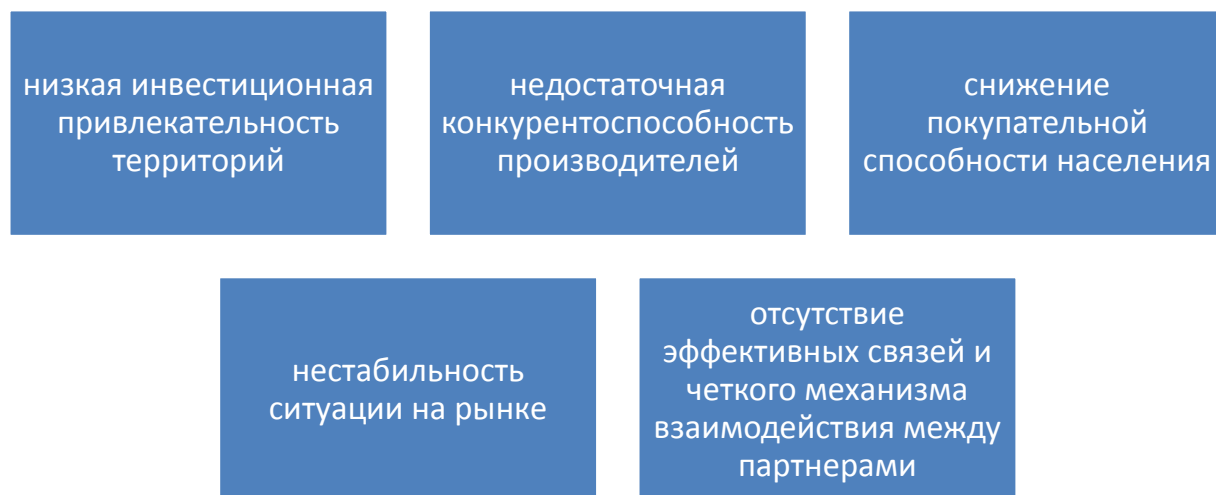 низкая инвестиционная
привлекательность
территорий
недостаточная
конкурентоспособность
производителей
снижение
покупательной
способности населения
нестабильность
ситуации на рынке
отсутствие
эффективных связей и
четкого механизма
взаимодействия между
партнерами